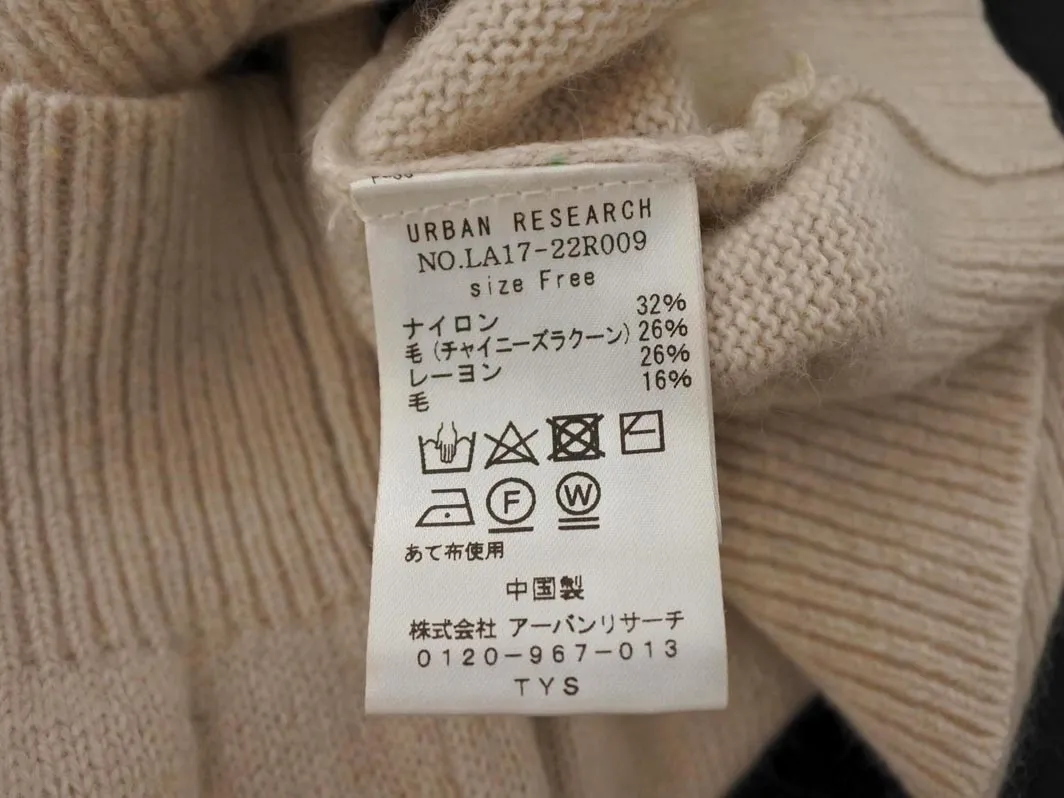 URBAN RESEARCH
NO.LA17-22R009
size Free
ナイロン 32%
毛(チャイニーズラクーン) 26%
レーヨン 26%
毛 16%
F
W
あて布使用
中国製
株式会社 アーバンリサーチ
0120-967-013
TYS